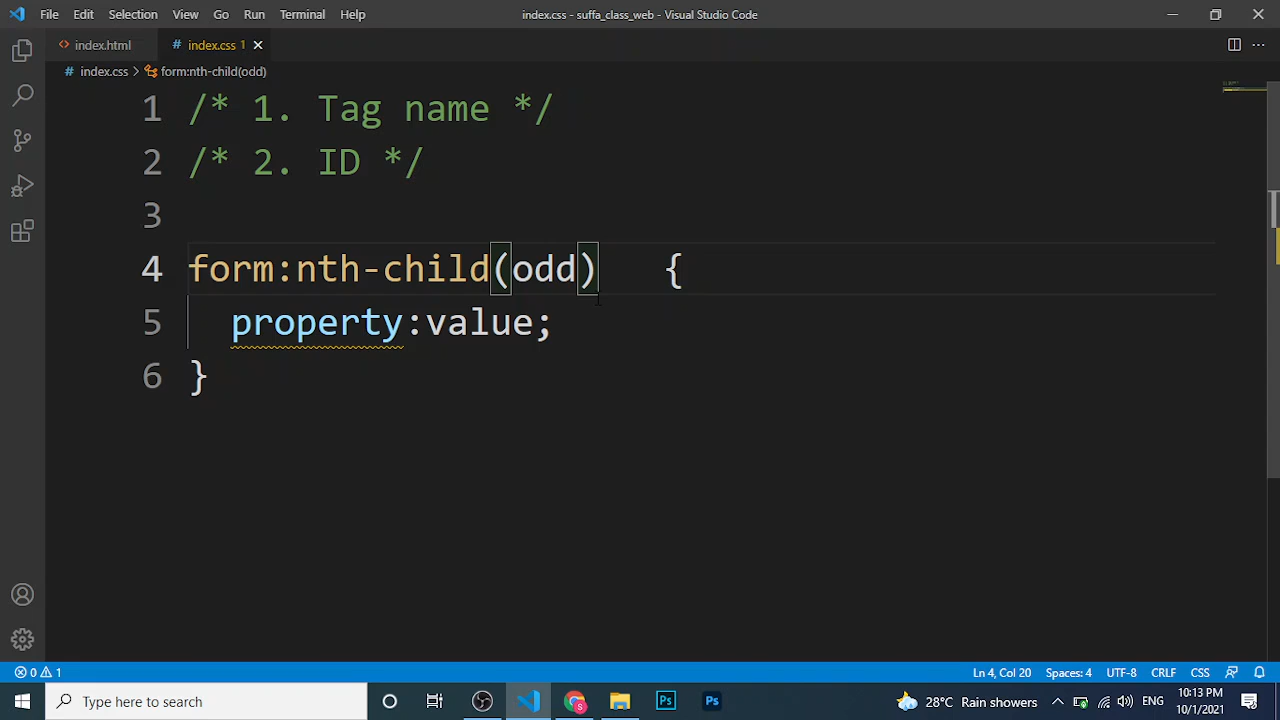 File Edit Selection View Go Run Terminal Help index.css - suffa_class_web - Visual Studio Code
index.html # index.css 1
# index.css > form:nth-child(odd)
1 /* 1. Tag name */
2 /* 2. ID */
3
4 form:nth-child(odd) {
5 property:value;
6 }
0 1 Ln 4, Col 20 Spaces: 4 UTF-8 CRLF CSS
Type here to search S Ps Ps 28°C Rain showers ENG 10:13 PM
10/1/2021